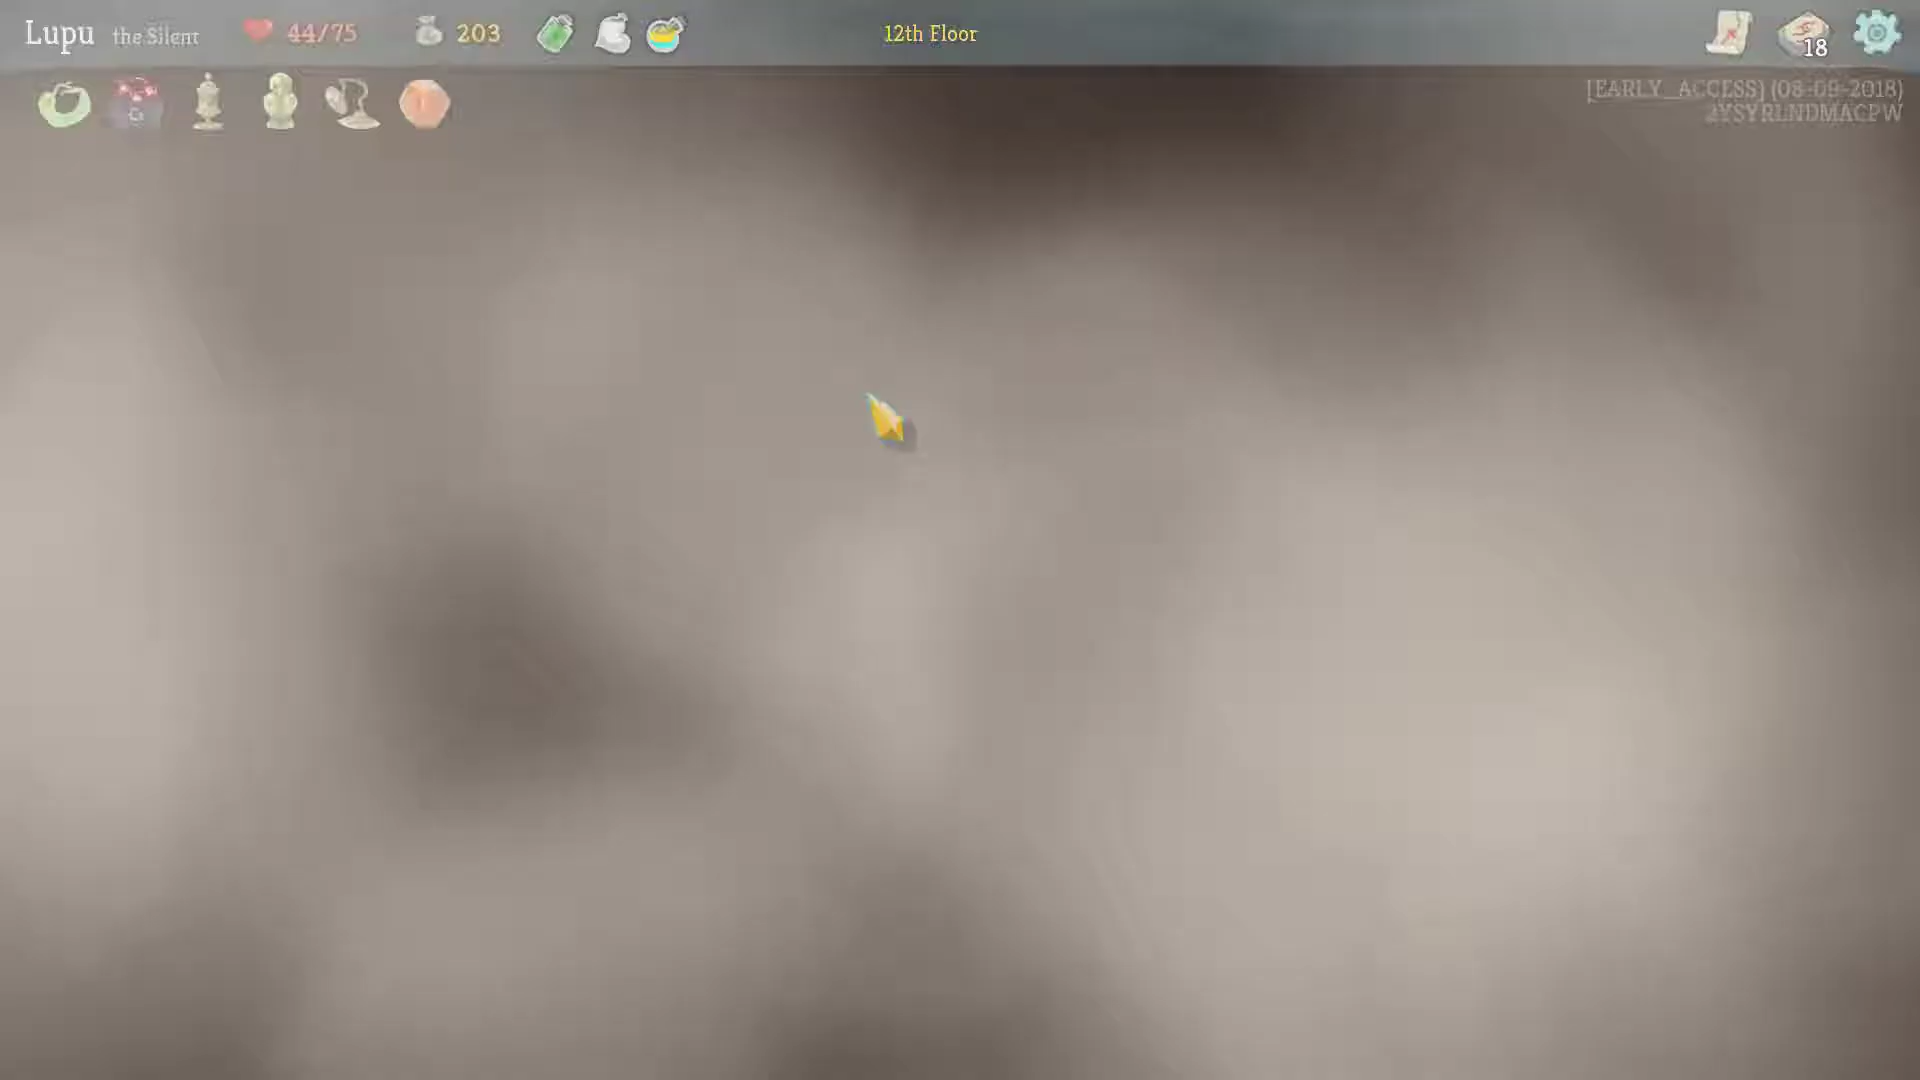 Lupu the Silent 44/75 203 12th Floor 18
[EARLY_ACCESS] (08-09-2018)